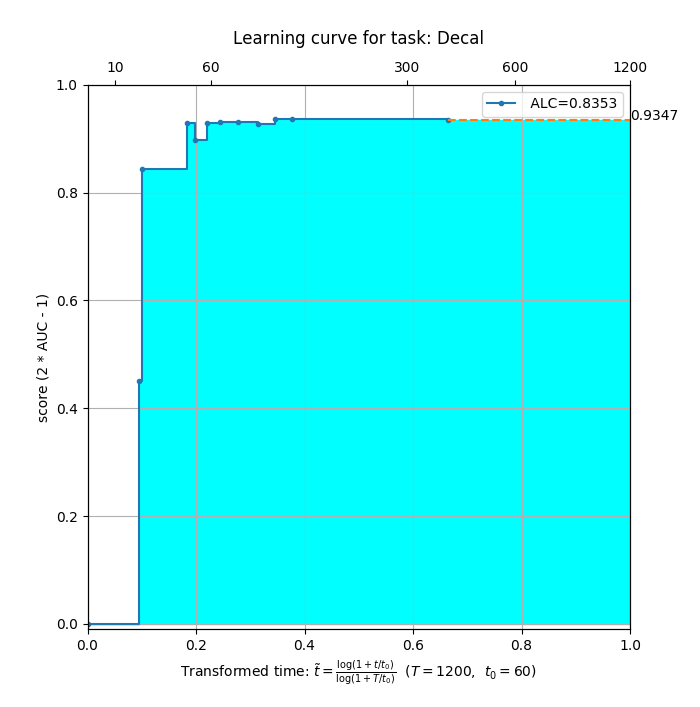 Learning curve for task: Decal
10 60 300 600 1200
1.0
ALC=0.8353
0.9347
0.8
0.6
0.4
0.2
0.0
score (2 * AUC - 1)
0.0 0.2 0.4 0.6 0.8 1.0
Transformed time: t̃ = log(1 + t/t₀) / log(1 + T/t₀) (T = 1200, t₀ = 60)